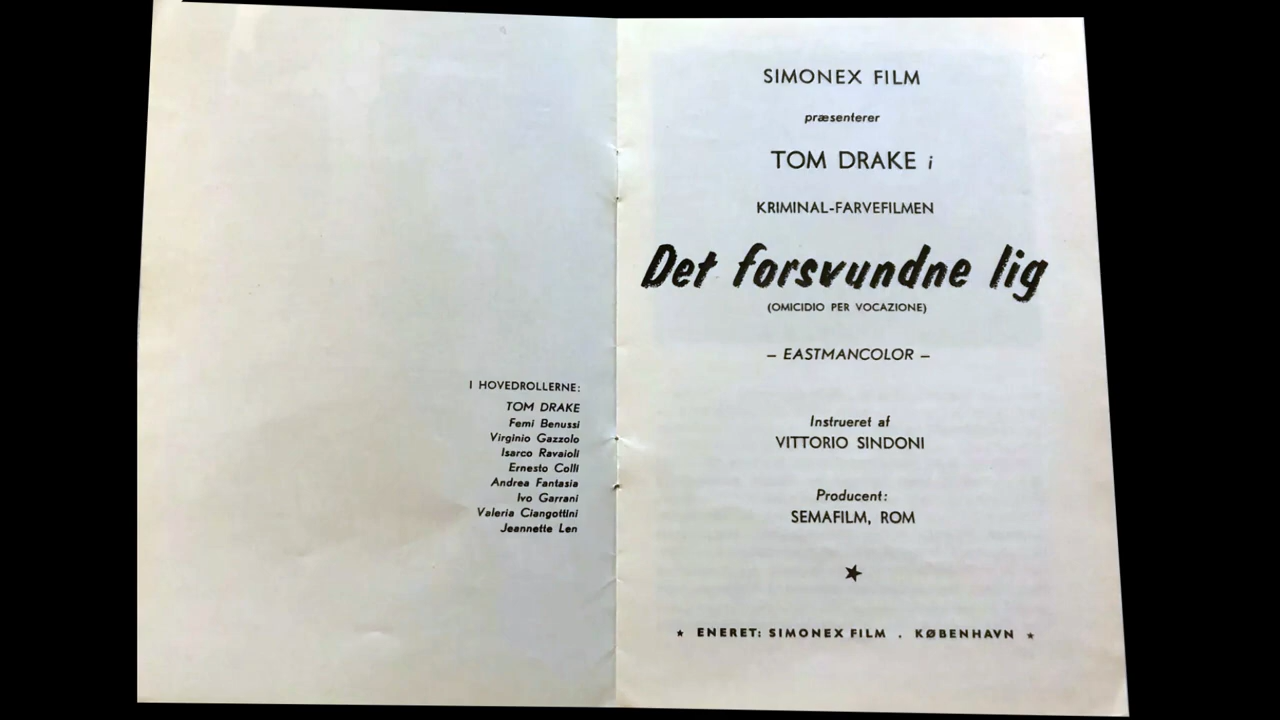 I HOVEDROLLERNE:
TOM DRAKE
Femi Benussi
Virginio Gazzolo
Isarco Ravaioli
Ernesto Colli
Andrea Fantasia
Ivo Garrani
Valeria Ciangottini
Jeannette Len
SIMONEX FILM
præsenterer
TOM DRAKE i
KRIMINAL-FARVEFILMEN
Det forsvundne lig
(OMICIDIO PER VOCAZIONE)
– EASTMANCOLOR –
Instrueret af
VITTORIO SINDONI
Producent:
SEMAFILM, ROM
★
★ ENERET: SIMONEX FILM . KØBENHAVN ★